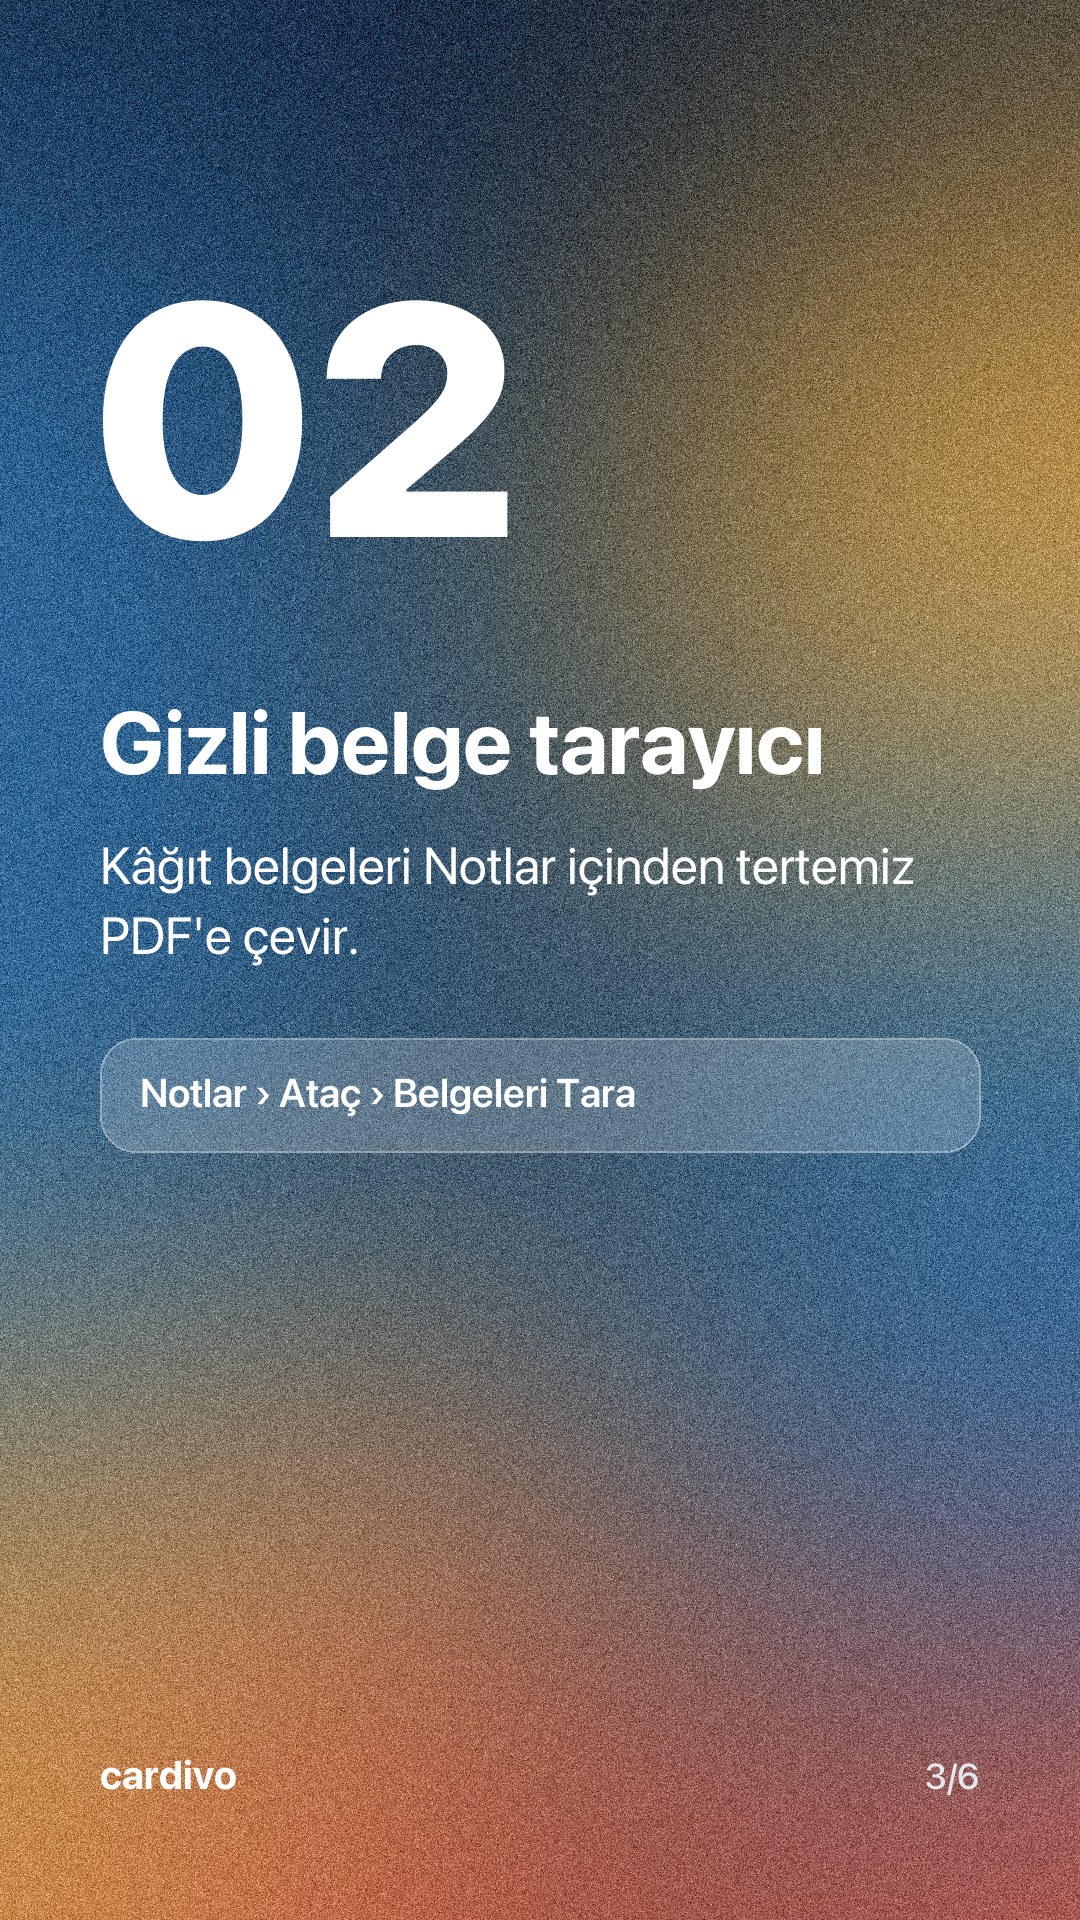 02
Gizli belge tarayıcı
Kâğıt belgeleri Notlar içinden tertemiz
PDF'e çevir.
Notlar › Ataç › Belgeleri Tara
cardivo
3/6